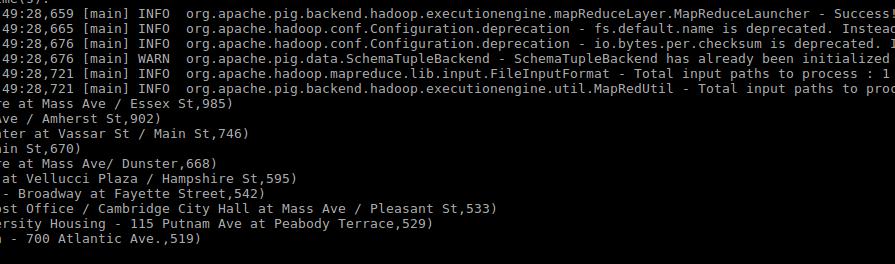 49:28,659 [main] INFO  org.apache.pig.backend.hadoop.executionengine.mapReduceLayer.MapReduceLauncher - Success!
49:28,665 [main] INFO  org.apache.hadoop.conf.Configuration.deprecation - fs.default.name is deprecated. Instead
49:28,676 [main] INFO  org.apache.hadoop.conf.Configuration.deprecation - io.bytes.per.checksum is deprecated. I
49:28,676 [main] WARN  org.apache.pig.data.SchemaTupleBackend - SchemaTupleBackend has already been initialized
49:28,721 [main] INFO  org.apache.hadoop.mapreduce.lib.input.FileInputFormat - Total input paths to process : 1
49:28,721 [main] INFO  org.apache.pig.backend.hadoop.executionengine.util.MapRedUtil - Total input paths to proc
re at Mass Ave / Essex St,985)
Ave / Amherst St,902)
ter at Vassar St / Main St,746)
in St,670)
re at Mass Ave/ Dunster,668)
at Vellucci Plaza / Hampshire St,595)
- Broadway at Fayette Street,542)
st Office / Cambridge City Hall at Mass Ave / Pleasant St,533)
ersity Housing - 115 Putnam Ave at Peabody Terrace,529)
- 700 Atlantic Ave.,519)